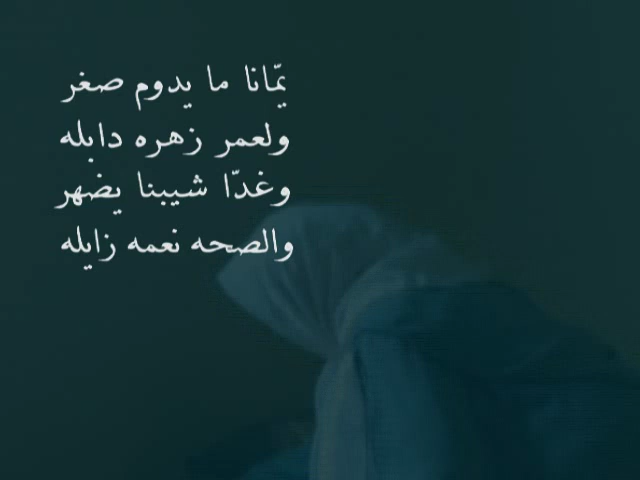 يمّانا ما يدوم صغر
ولعمر زهره دابله
وغدّا شيبنا يضهر
والصحه نعمه زايله